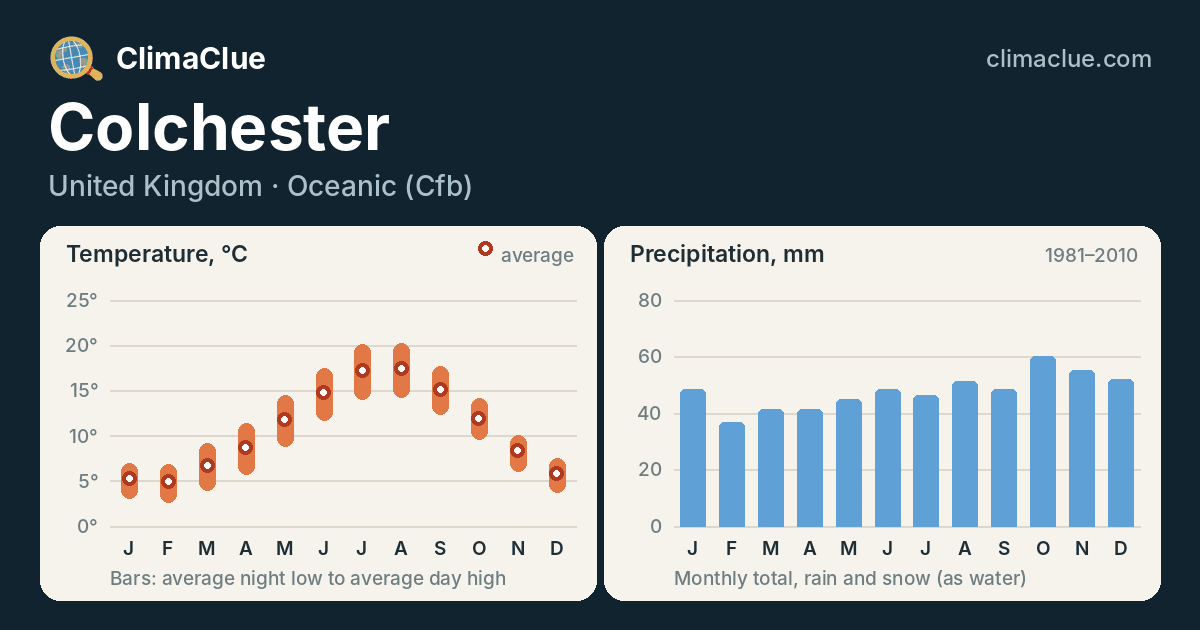 ClimaClue
climaclue.com
Colchester
United Kingdom · Oceanic (Cfb)
Temperature, °C
average
25°
20°
15°
10°
5°
0°
J F M A M J J A S O N D
Bars: average night low to average day high
Precipitation, mm
1981–2010
80
60
40
20
0
J F M A M J J A S O N D
Monthly total, rain and snow (as water)